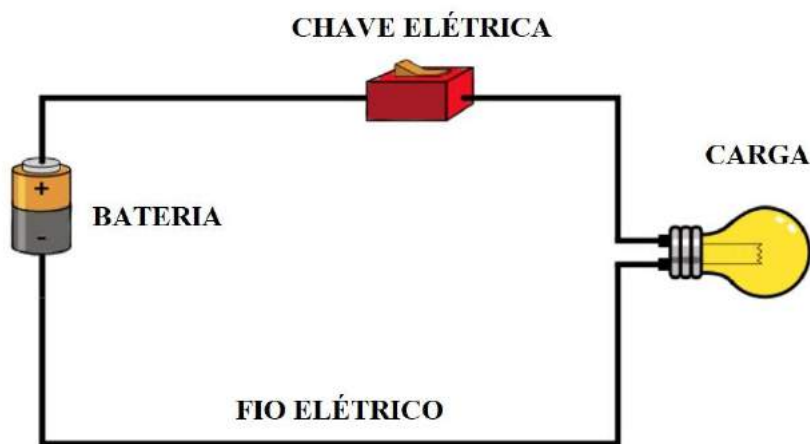 CHAVE ELÉTRICA
CARGA
+
BATERIA
-
FIO ELÉTRICO